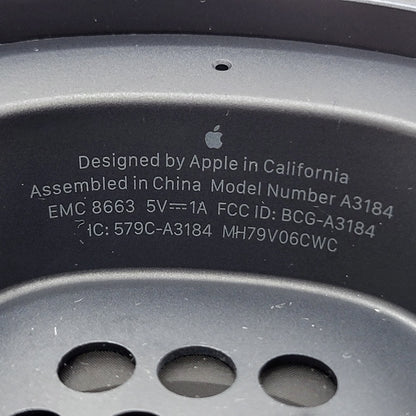 Designed by Apple in California
Assembled in China Model Number A3184
EMC 8663 5V⎓1A FCC ID: BCG-A3184
IC: 579C-A3184 MH79V06CWC